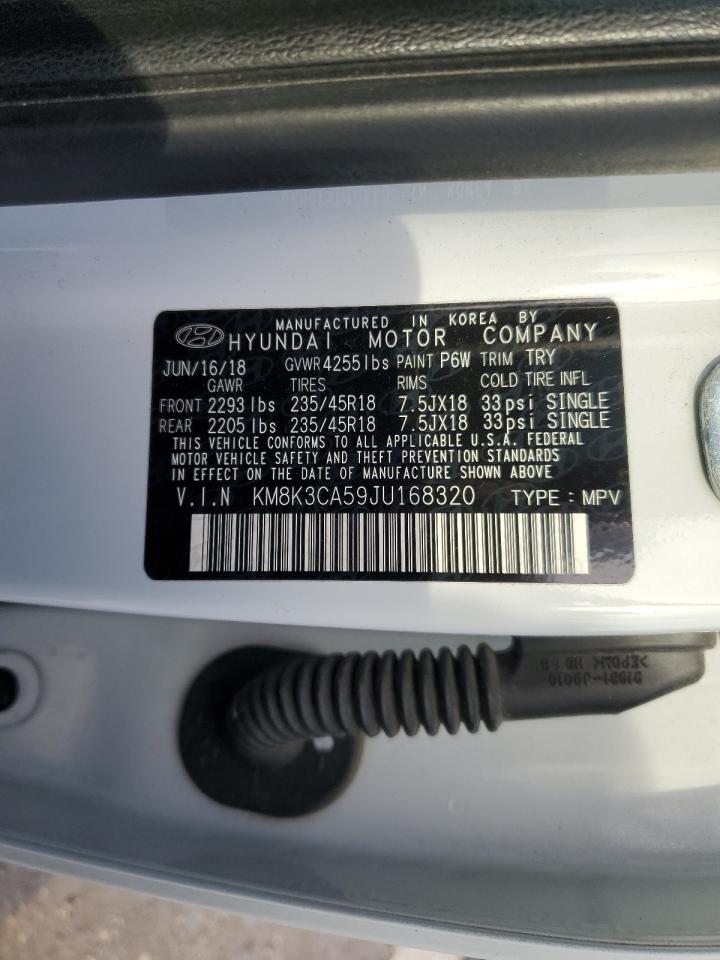 MANUFACTURED IN KOREA BY
HYUNDAI MOTOR COMPANY
JUN/16/18 GVWR 4255lbs PAINT P6W TRIM TRY
GAWR TIRES RIMS COLD TIRE INFL
FRONT 2293 lbs 235/45R18 7.5JX18 33psi SINGLE
REAR 2205 lbs 235/45R18 7.5JX18 33psi SINGLE
THIS VEHICLE CONFORMS TO ALL APPLICABLE U.S.A. FEDERAL
MOTOR VEHICLE SAFETY AND THEFT PREVENTION STANDARDS
IN EFFECT ON THE DATE OF MANUFACTURE SHOWN ABOVE
V.I.N KM8K3CA59JU168320 TYPE : MPV